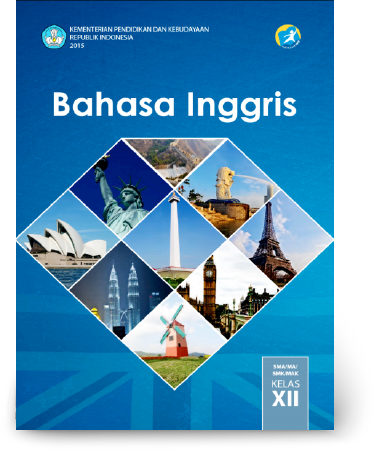 KEMENTERIAN PENDIDIKAN DAN KEBUDAYAAN
REPUBLIK INDONESIA
2015
Bahasa Inggris
SMA/MA/
SMK/MAK
KELAS
XII